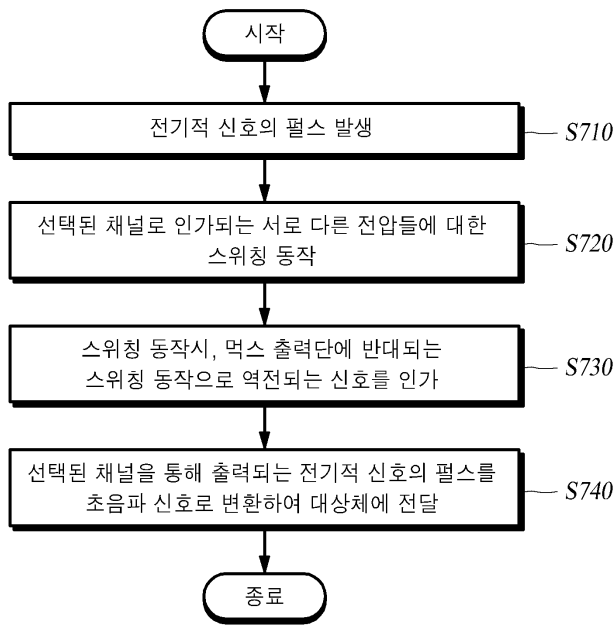 시작
전기적 신호의 펄스 발생
S710
선택된 채널로 인가되는 서로 다른 전압들에 대한
스위칭 동작
S720
스위칭 동작시, 먹스 출력단에 반대되는
스위칭 동작으로 역전되는 신호를 인가
S730
선택된 채널을 통해 출력되는 전기적 신호의 펄스를
초음파 신호로 변환하여 대상체에 전달
S740
종료